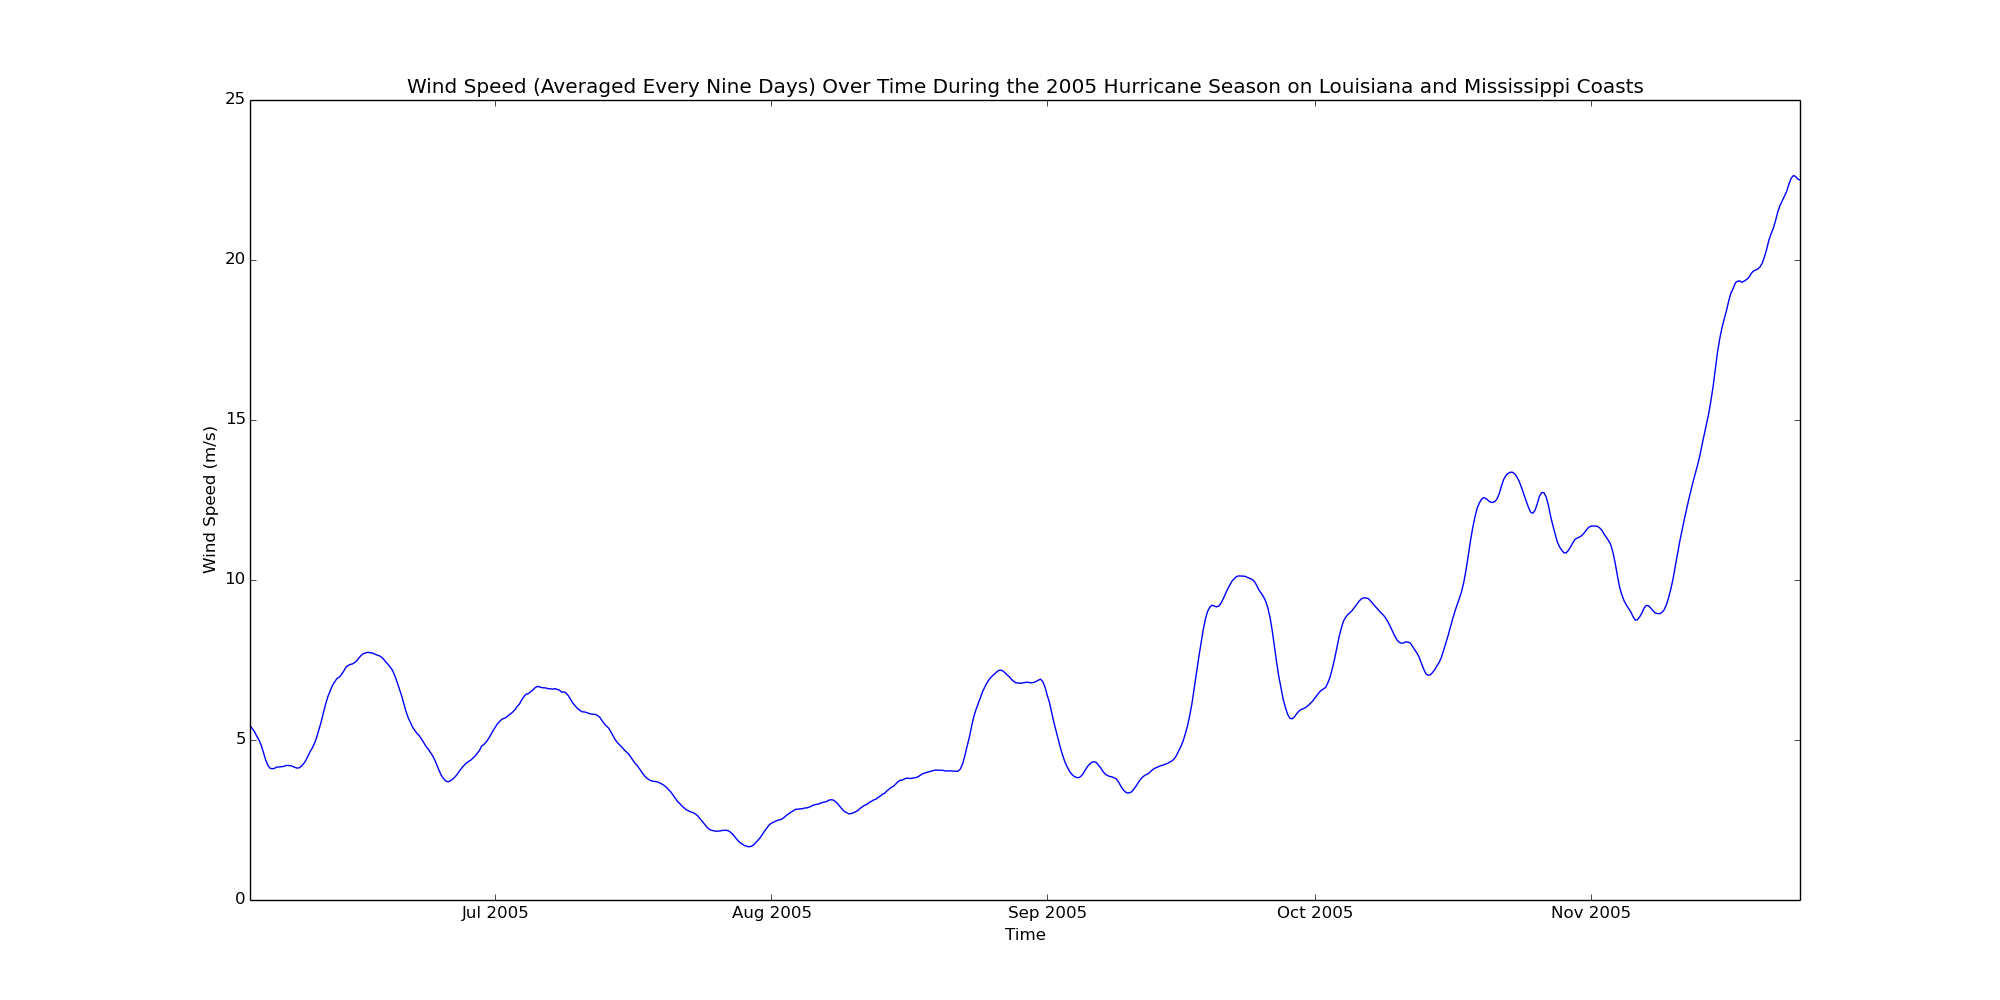 Wind Speed (Averaged Every Nine Days) Over Time During the 2005 Hurricane Season on Louisiana and Mississippi Coasts
25
20
15
10
5
0
Wind Speed (m/s)
Jul 2005
Aug 2005
Sep 2005
Oct 2005
Nov 2005
Time